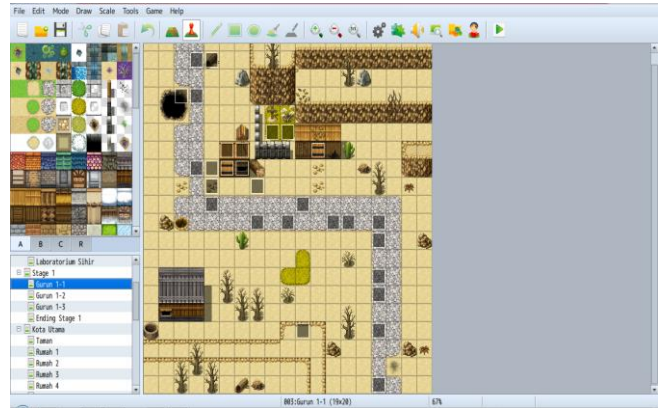 File Edit Mode Draw Scale Tools Game Help
A B C R
Laboratorium Sihir
Stage 1
Gurun 1-1
Gurun 1-2
Gurun 1-3
Ending Stage 1
Kota Utama
Taman
Rumah 1
Rumah 2
Rumah 3
Rumah 4
003:Gurun 1-1 (19x20) 67%